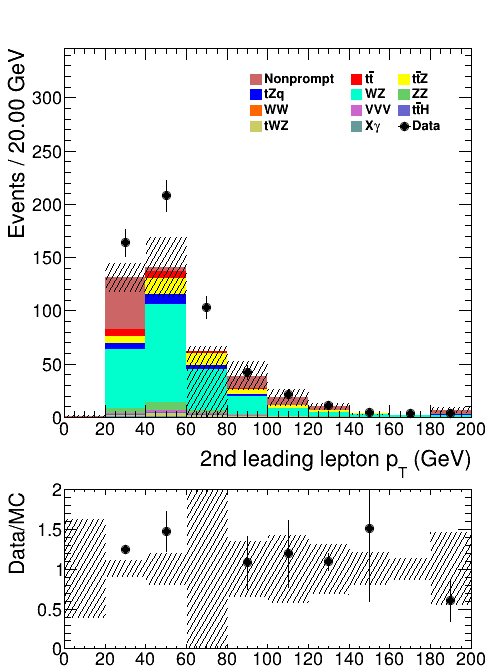 Events / 20.00 GeV
350
300
250
200
150
100
50
0
Nonprompt tt̄ tt̄Z
tZq WZ ZZ
WW VVV tt̄H
tWZ Xγ Data
0 20 40 60 80 100 120 140 160 180 200
2nd leading lepton p_T (GeV)
Data/MC
2
1.5
1
0.5
0
0 20 40 60 80 100 120 140 160 180 200